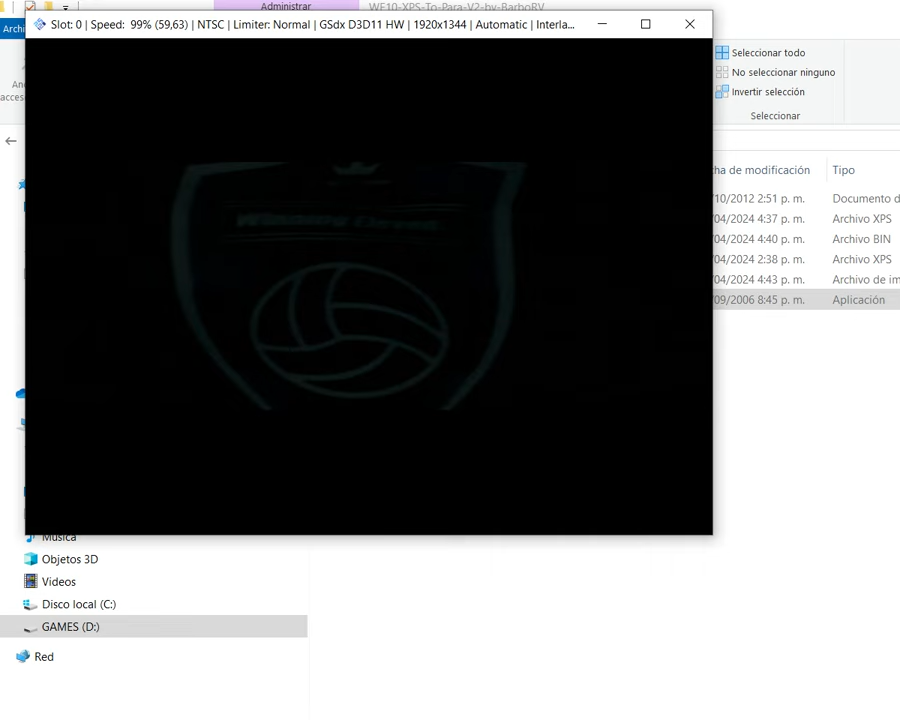 Administrar
WE10-XPS-To-Para-V2-by-BarboRV
Slot: 0 | Speed: 99% (59,63) | NTSC | Limiter: Normal | GSdx D3D11 HW | 1920x1344 | Automatic | Interla...
Archi
Seleccionar todo
No seleccionar ninguno
Invertir selección
Seleccionar
acces
ha de modificación
Tipo
/10/2012 2:51 p. m.
Documento d
/04/2024 4:37 p. m.
Archivo XPS
/04/2024 4:40 p. m.
Archivo BIN
/04/2024 2:38 p. m.
Archivo XPS
/04/2024 4:43 p. m.
Archivo de im
/09/2006 8:45 p. m.
Aplicación
Música
Objetos 3D
Videos
Disco local (C:)
GAMES (D:)
Red